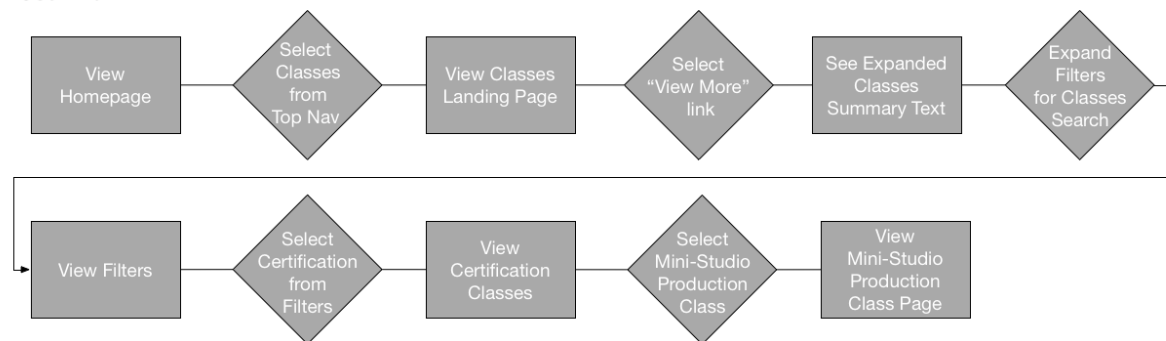 View
Homepage
Select
Classes
from
Top Nav
View Classes
Landing Page
Select
“View More”
link
See Expanded
Classes
Summary Text
Expand
Filters
for Classes
Search
View Filters
Select
Certification
from
Filters
View
Certification
Classes
Select
Mini-Studio
Production
Class
View
Mini-Studio
Production
Class Page